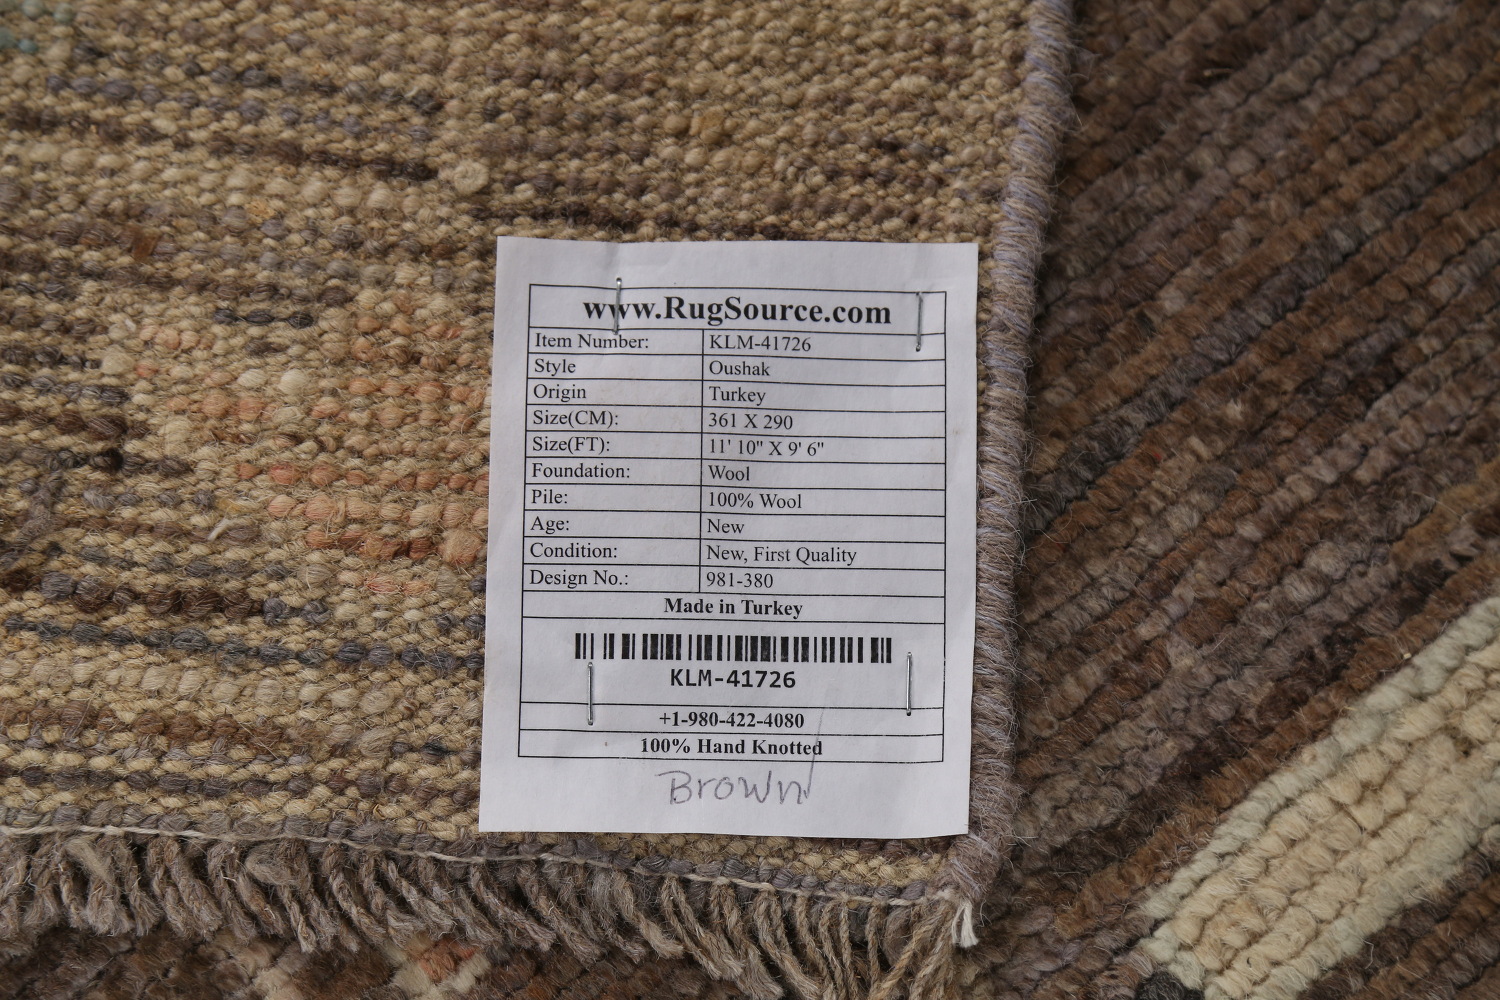 www.RugSource.com
Item Number: KLM-41726
Style Oushak
Origin Turkey
Size(CM): 361 X 290
Size(FT): 11' 10" X 9' 6"
Foundation: Wool
Pile: 100% Wool
Age: New
Condition: New, First Quality
Design No.: 981-380
Made in Turkey
KLM-41726
+1-980-422-4080
100% Hand Knotted
Brown